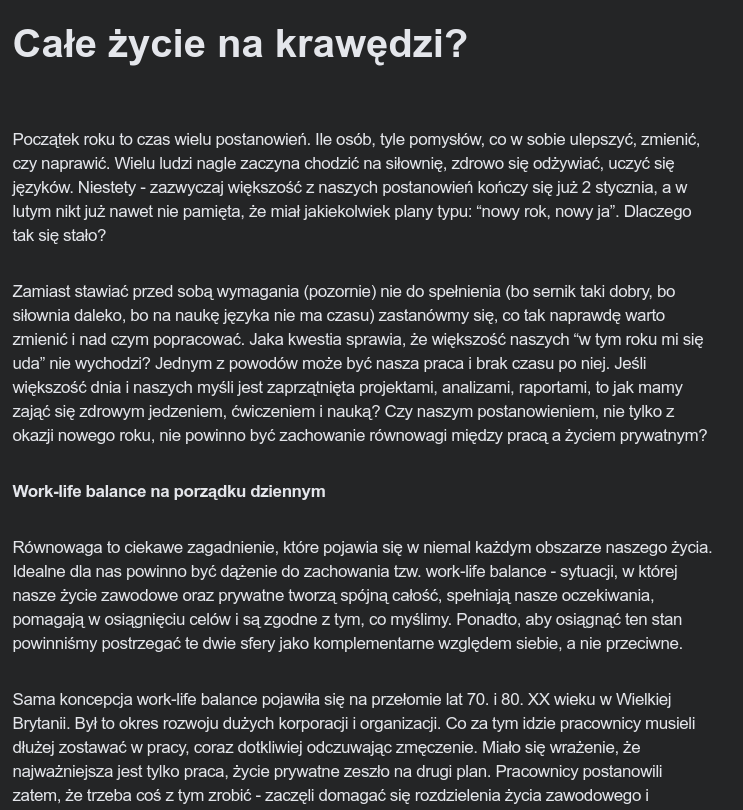 Całe życie na krawędzi?
Początek roku to czas wielu postanowień. Ile osób, tyle pomysłów, co w sobie ulepszyć, zmienić,
czy naprawić. Wielu ludzi nagle zaczyna chodzić na siłownię, zdrowo się odżywiać, uczyć się
języków. Niestety - zazwyczaj większość z naszych postanowień kończy się już 2 stycznia, a w
lutym nikt już nawet nie pamięta, że miał jakiekolwiek plany typu: “nowy rok, nowy ja”. Dlaczego
tak się stało?
Zamiast stawiać przed sobą wymagania (pozornie) nie do spełnienia (bo sernik taki dobry, bo
siłownia daleko, bo na naukę języka nie ma czasu) zastanówmy się, co tak naprawdę warto
zmienić i nad czym popracować. Jaka kwestia sprawia, że większość naszych “w tym roku mi się
uda” nie wychodzi? Jednym z powodów może być nasza praca i brak czasu po niej. Jeśli
większość dnia i naszych myśli jest zaprzątnięta projektami, analizami, raportami, to jak mamy
zająć się zdrowym jedzeniem, ćwiczeniem i nauką? Czy naszym postanowieniem, nie tylko z
okazji nowego roku, nie powinno być zachowanie równowagi między pracą a życiem prywatnym?
Work-life balance na porządku dziennym
Równowaga to ciekawe zagadnienie, które pojawia się w niemal każdym obszarze naszego życia.
Idealne dla nas powinno być dążenie do zachowania tzw. work-life balance - sytuacji, w której
nasze życie zawodowe oraz prywatne tworzą spójną całość, spełniają nasze oczekiwania,
pomagają w osiągnięciu celów i są zgodne z tym, co myślimy. Ponadto, aby osiągnąć ten stan
powinniśmy postrzegać te dwie sfery jako komplementarne względem siebie, a nie przeciwne.
Sama koncepcja work-life balance pojawiła się na przełomie lat 70. i 80. XX wieku w Wielkiej
Brytanii. Był to okres rozwoju dużych korporacji i organizacji. Co za tym idzie pracownicy musieli
dłużej zostawać w pracy, coraz dotkliwiej odczuwając zmęczenie. Miało się wrażenie, że
najważniejsza jest tylko praca, życie prywatne zeszło na drugi plan. Pracownicy postanowili
zatem, że trzeba coś z tym zrobić - zaczęli domagać się rozdzielenia życia zawodowego i